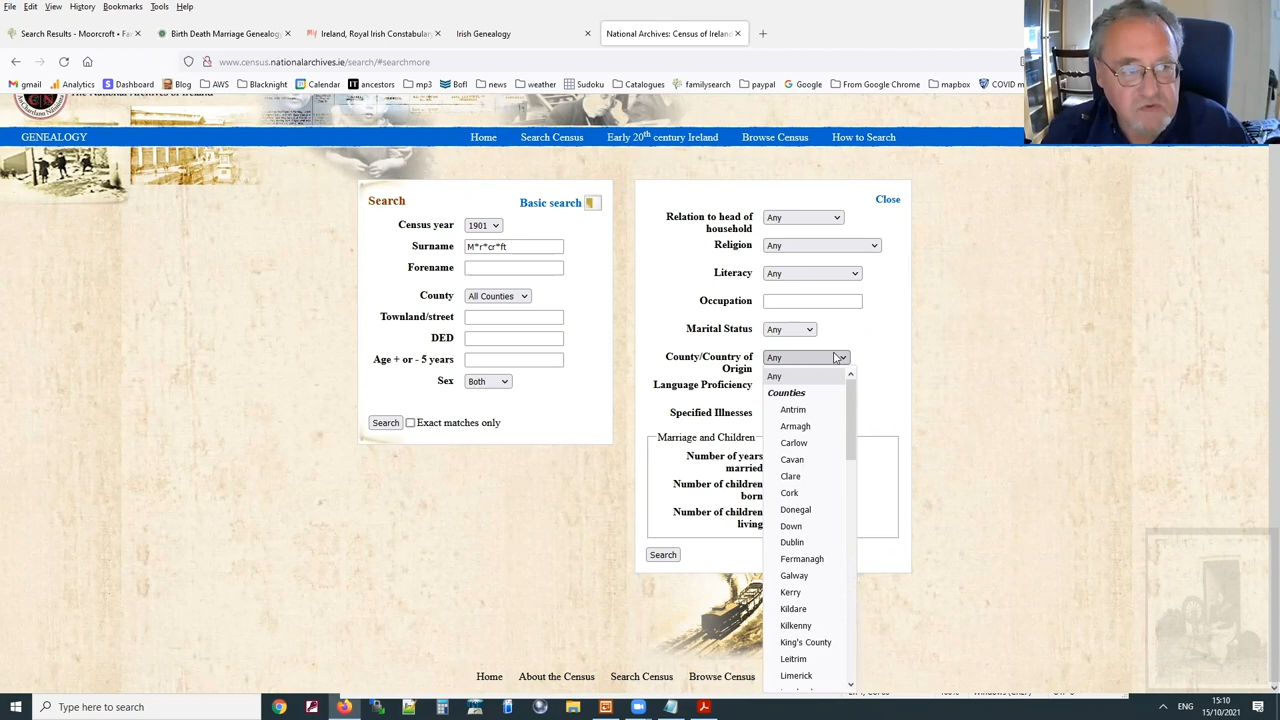 File Edit View History Bookmarks Tools Help
Search Results - Moorcroft • Fa
Birth Death Marriage Genealogy
Ireland, Royal Irish Constabular
Irish Genealogy
National Archives: Census of Ireland
www.census.nationalarchives.ie/search/#searchmore
gmail Analytics Dashboard Blog AWS Blacknight Calendar ancestors mp3 BofI news weather Sudoku Catalogues familysearch paypal Google From Google Chrome mapbox COVID m
GENEALOGY
Home Search Census Early 20th century Ireland Browse Census How to Search
Search Basic search
Census year 1901
Surname M*r*cr*ft
Forename
County All Counties
Townland/street
DED
Age + or - 5 years
Sex Both
Search Exact matches only
Close
Relation to head of household Any
Religion Any
Literacy Any
Occupation
Marital Status Any
County/Country of Origin Any
Language Proficiency
Specified Illnesses
Marriage and Children
Number of years married
Number of children born
Number of children living
Search
Any
Counties
Antrim
Armagh
Carlow
Cavan
Clare
Cork
Donegal
Down
Dublin
Fermanagh
Galway
Kerry
Kildare
Kilkenny
King's County
Leitrim
Limerick
Home About the Census Search Census Browse Census
Type here to search
15:10
ENG
15/10/2021